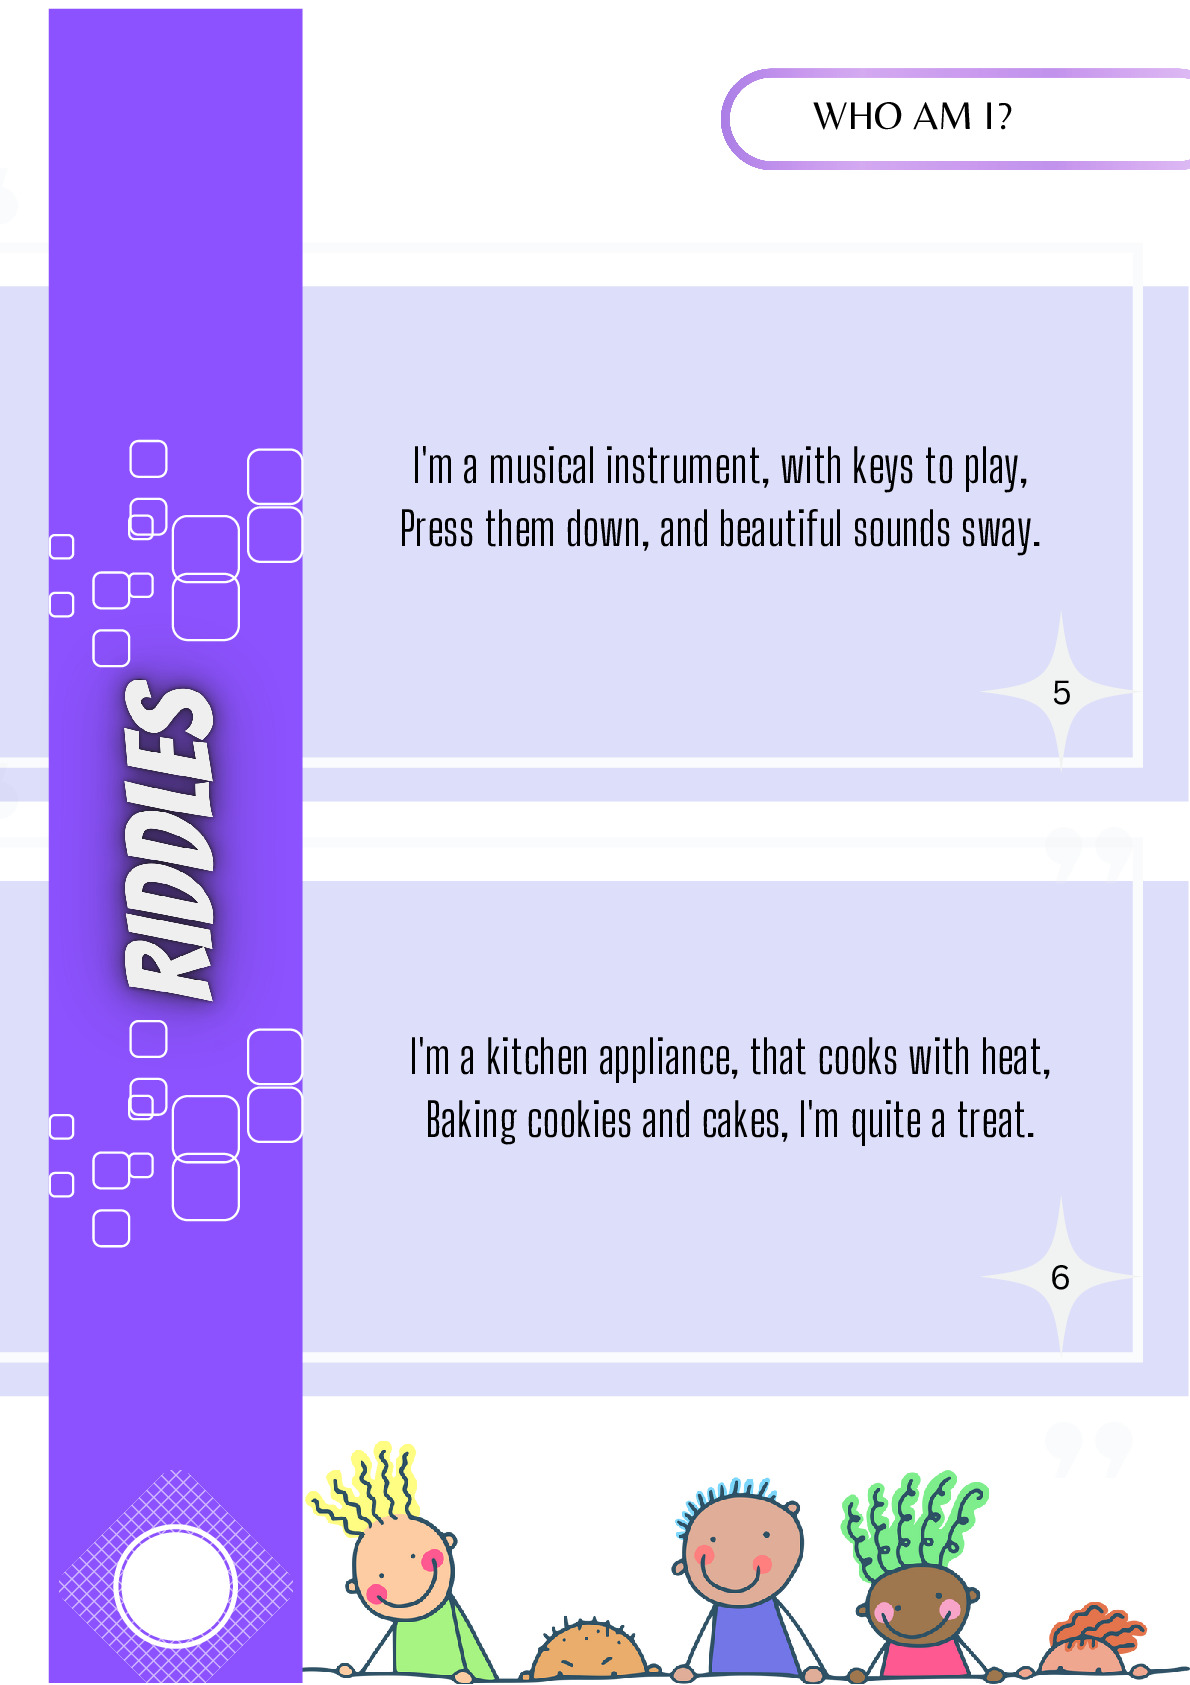 WHO AM I?
I'm a musical instrument, with keys to play,
Press them down, and beautiful sounds sway.
5
RIDDLES
I'm a kitchen appliance, that cooks with heat,
Baking cookies and cakes, I'm quite a treat.
6